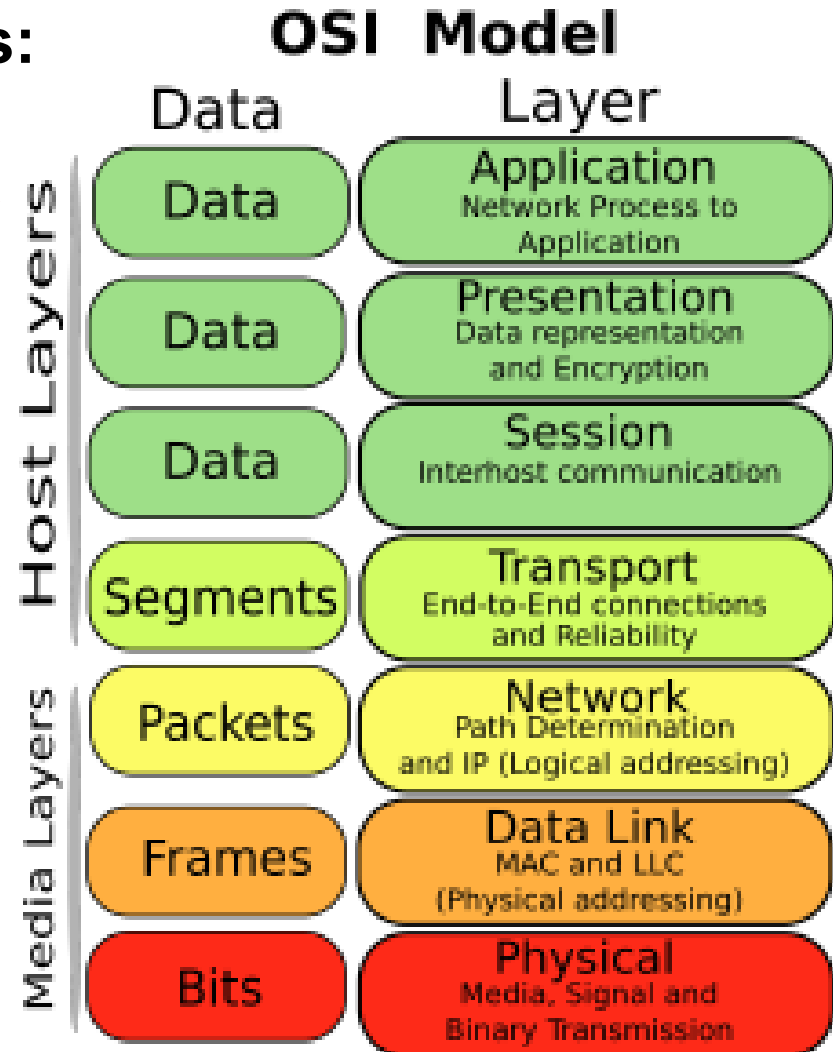 s:
OSI Model
Data
Layer
Host Layers
Data
Application
Network Process to
Application
Data
Presentation
Data representation
and Encryption
Data
Session
Interhost communication
Segments
Transport
End-to-End connections
and Reliability
Media Layers
Packets
Network
Path Determination
and IP (Logical addressing)
Frames
Data Link
MAC and LLC
(Physical addressing)
Bits
Physical
Media, Signal and
Binary Transmission